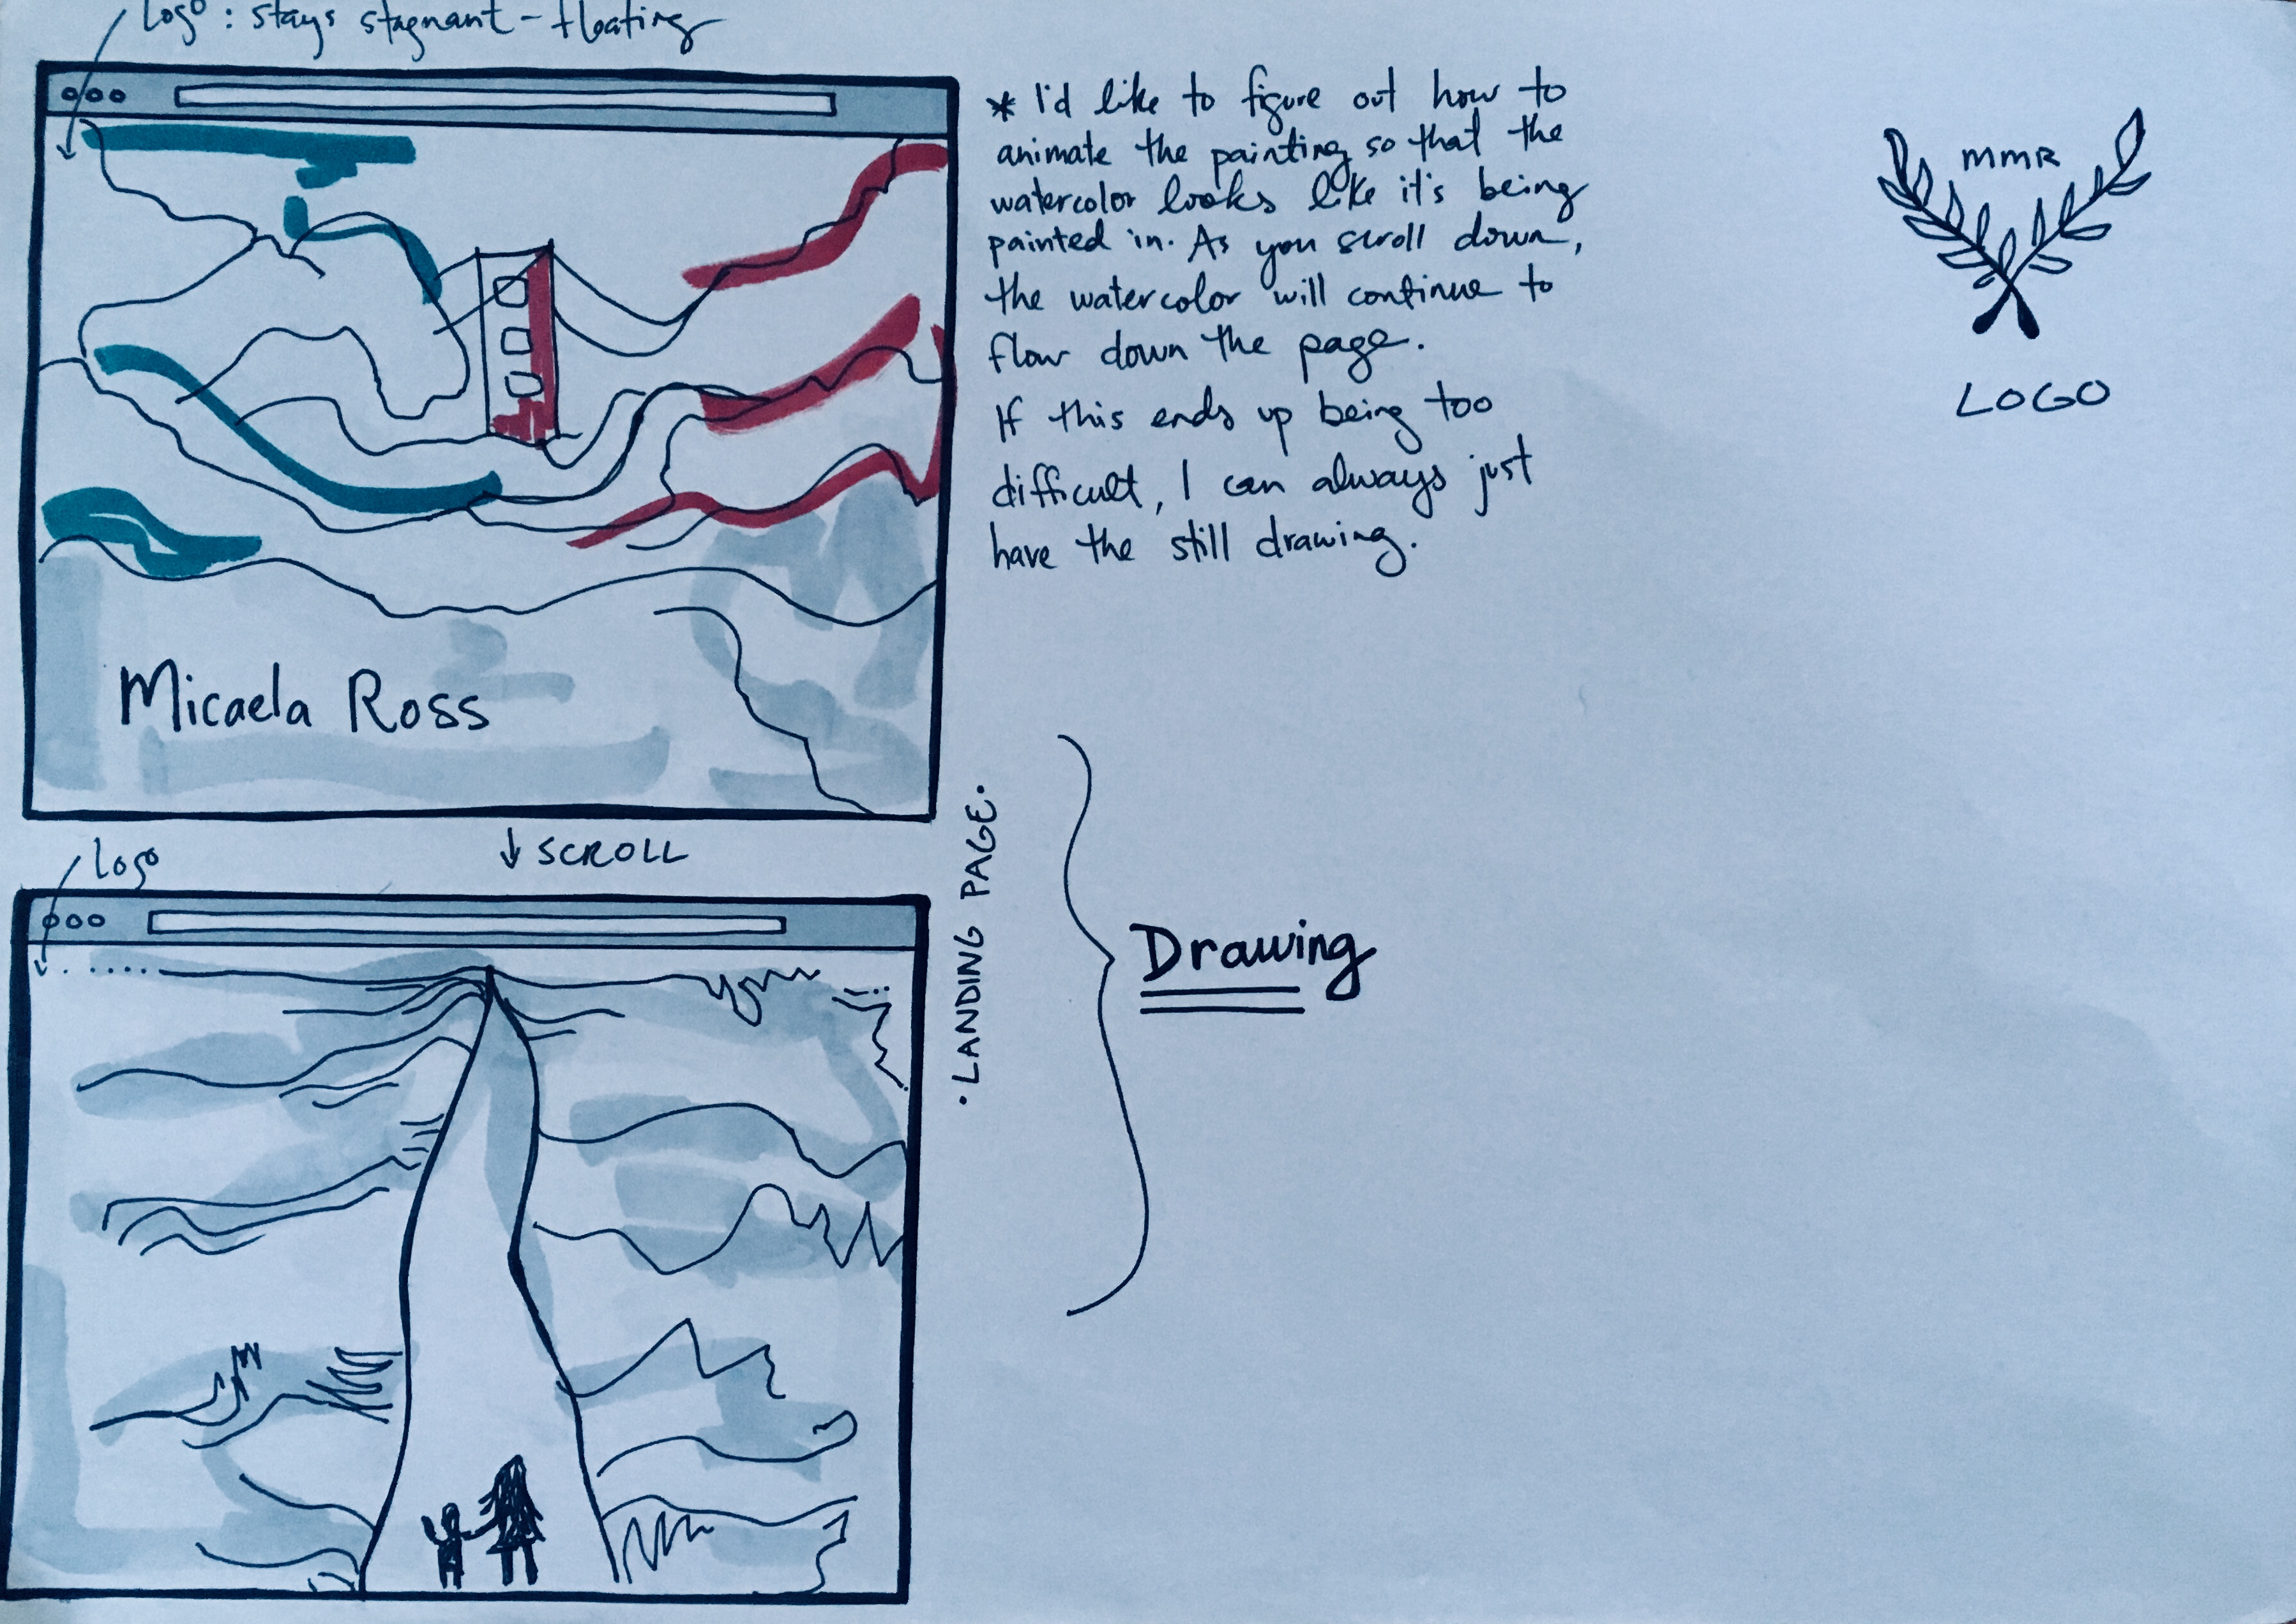 Logo : stays stagnant - floating
* I'd like to figure out how to
animate the painting so that the
watercolor looks like it's being
painted in. As you scroll down,
the watercolor will continue to
flow down the page.
If this ends up being too
difficult, I can always just
have the still drawing.
MMR
LOGO
Micaela Ross
↓ SCROLL
Logo
• LANDING PAGE •
Drawing